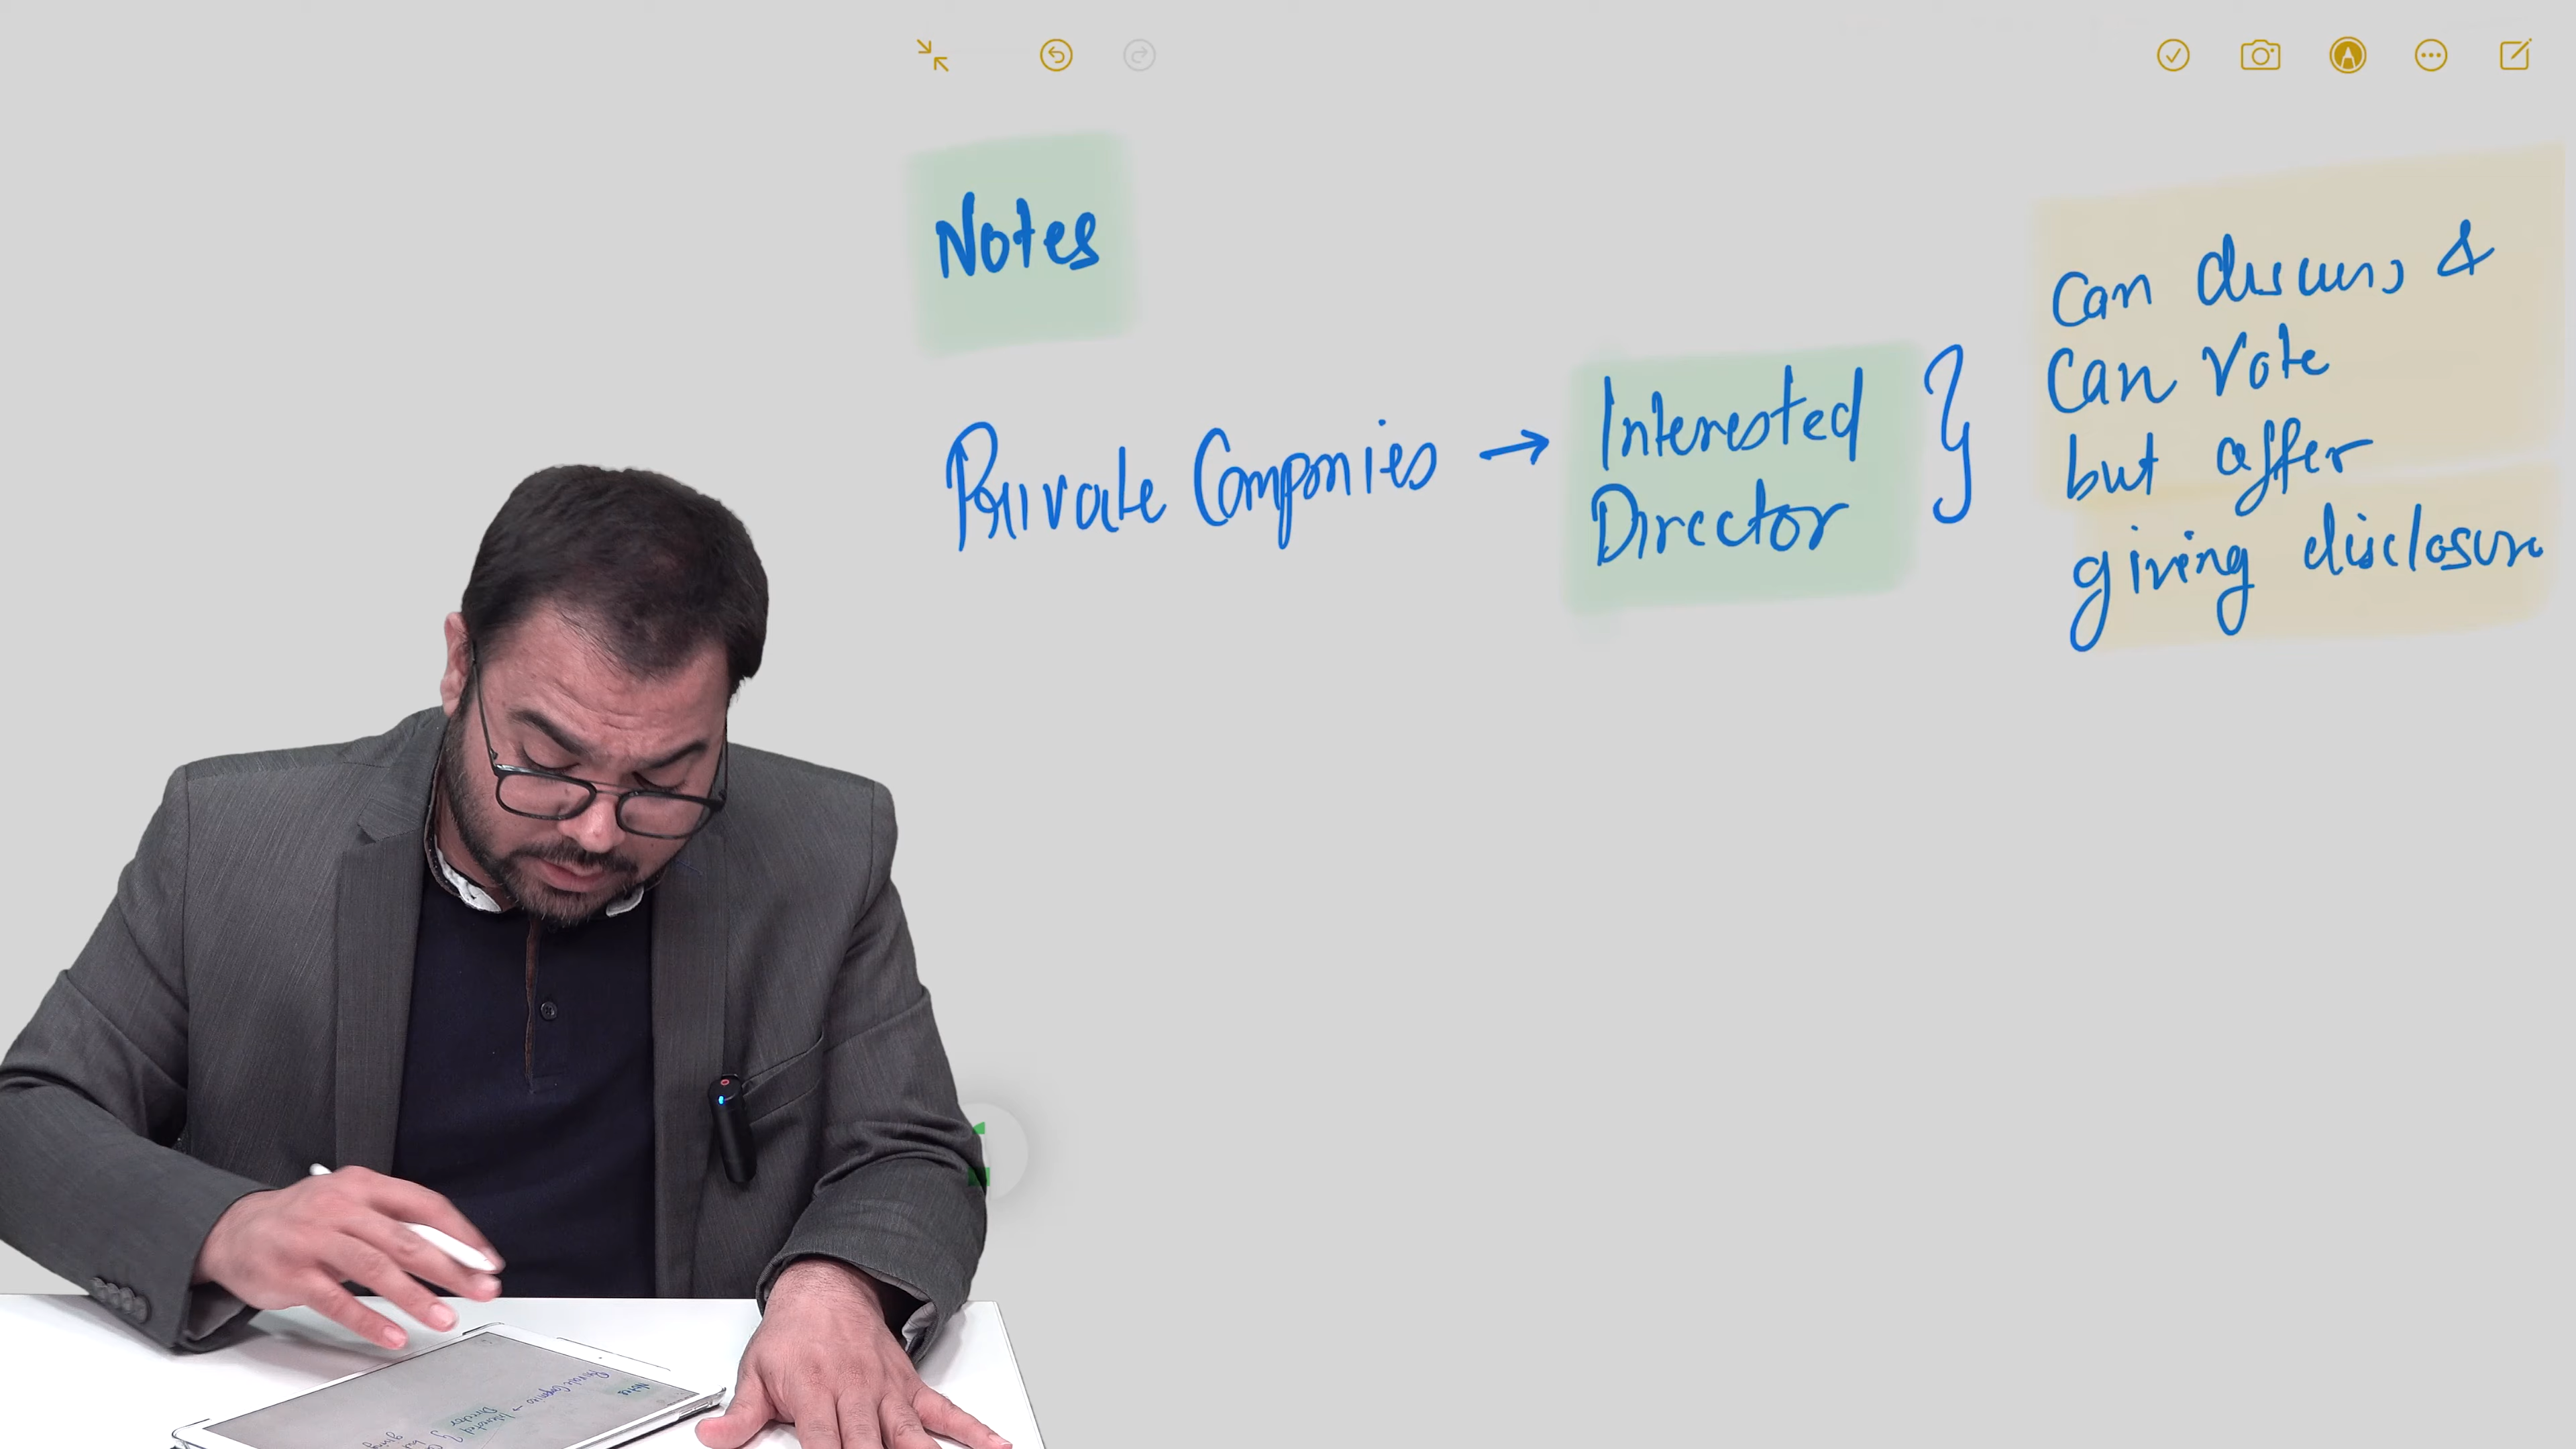 Notes
Private Companies → Interested
Director
Can discuss &
Can Vote
but after
giving disclosure